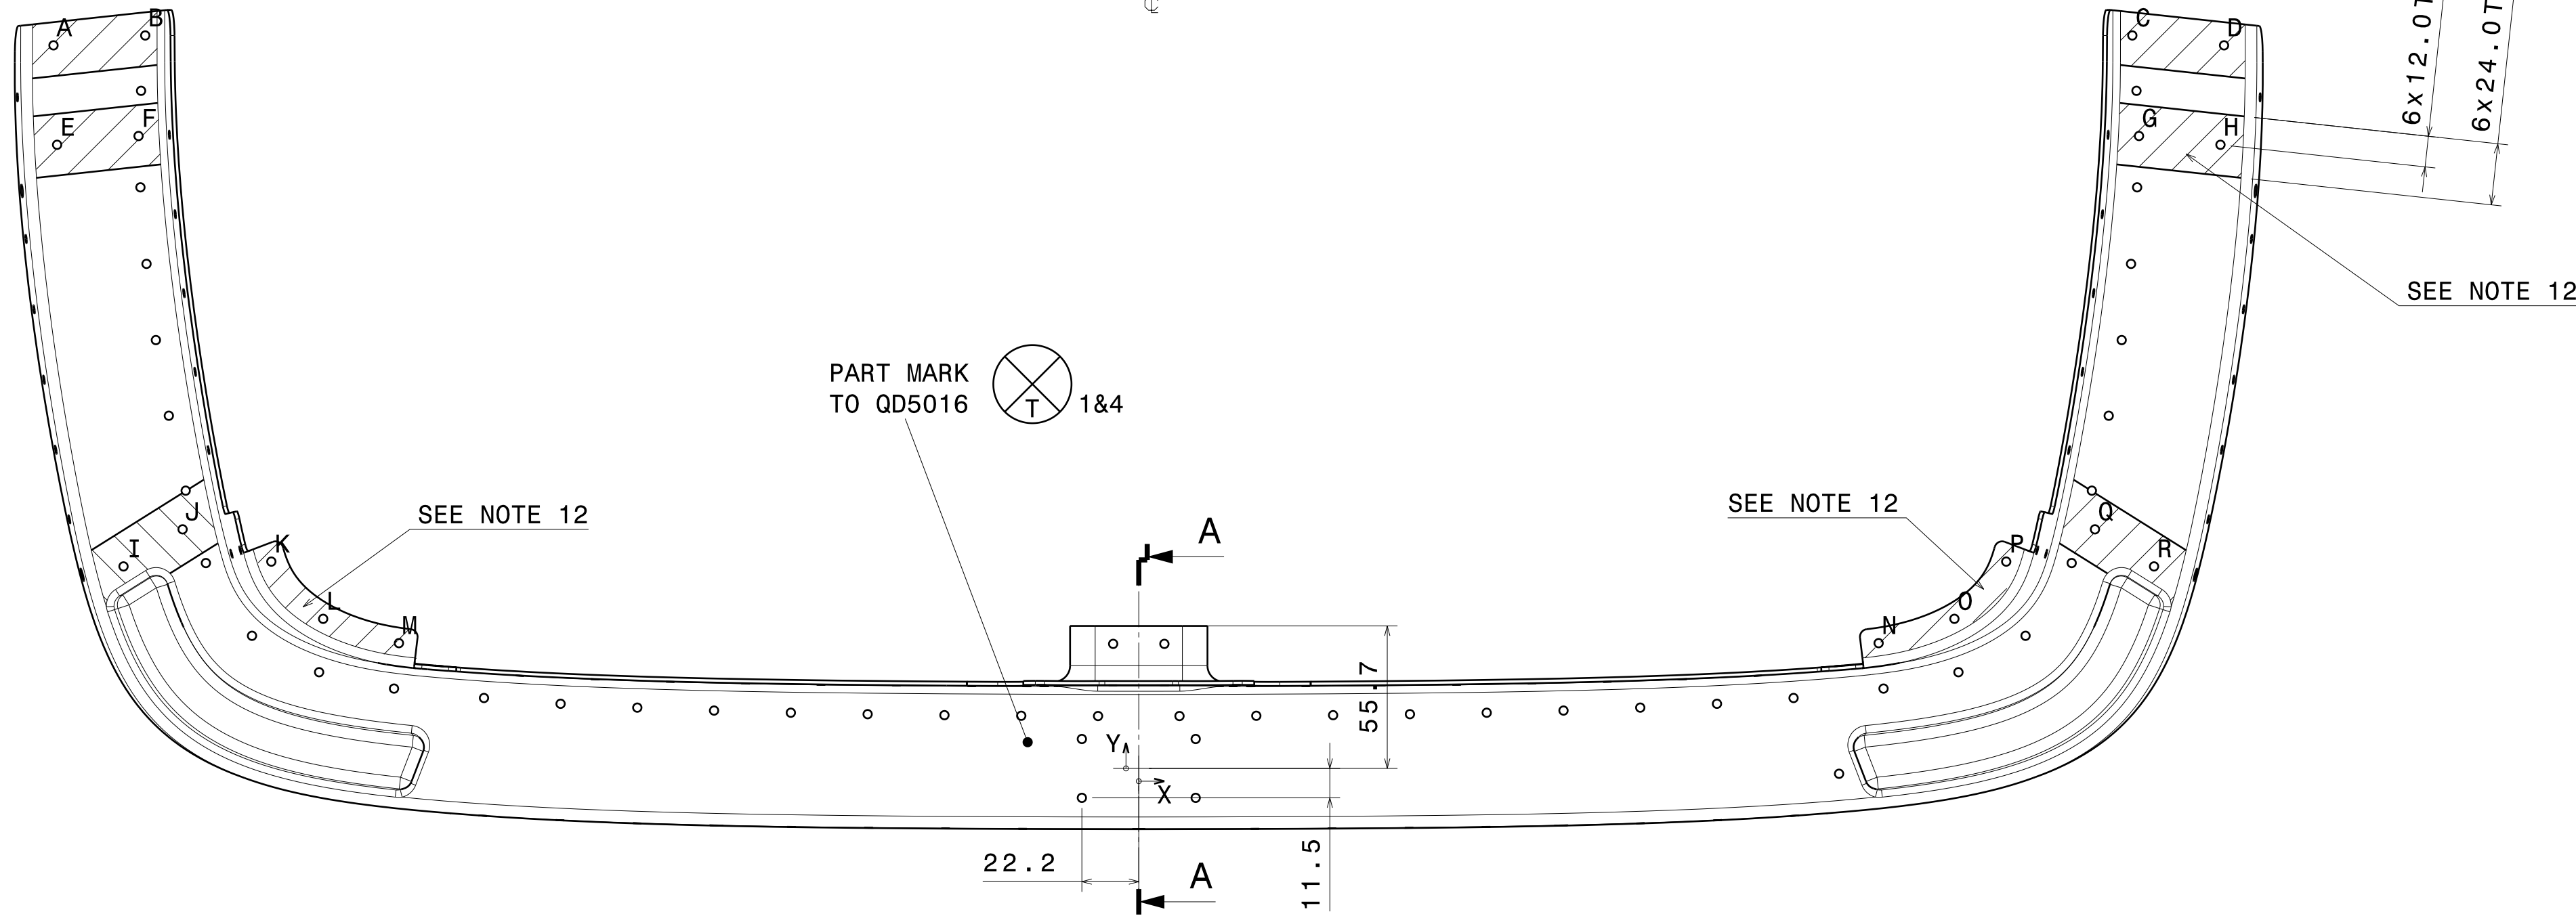 ℄
A
B
C
D
6x12.0T
6x24.0T
E
F
G
H
SEE NOTE 12
PART MARK
TO QD5016
T
1&4
J
I
K
L
M
SEE NOTE 12
A
SEE NOTE 12
Q
R
P
O
N
55.7
Y
X
22.2
11.5
A